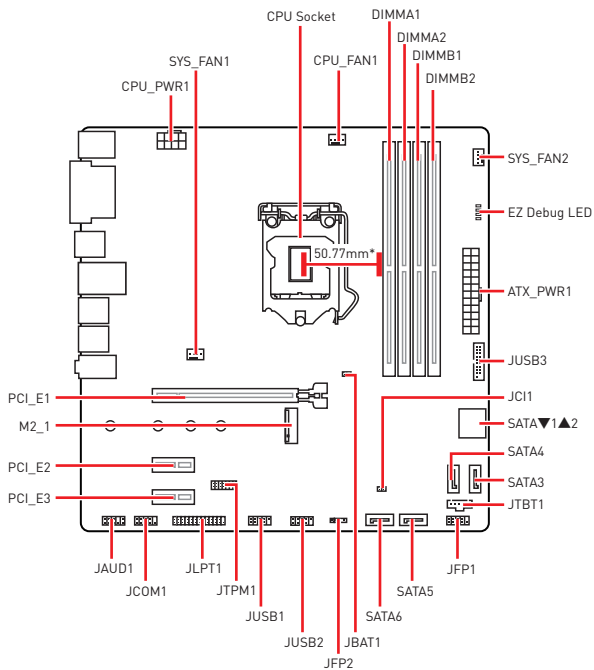 CPU Socket
DIMMA1
DIMMA2
DIMMB1
DIMMB2
SYS_FAN1
CPU_FAN1
CPU_PWR1
SYS_FAN2
EZ Debug LED
50.77mm*
ATX_PWR1
JUSB3
JCI1
PCI_E1
SATA▼1▲2
M2_1
SATA4
PCI_E2
SATA3
PCI_E3
JTBT1
JAUD1
JCOM1
JLPT1
JTPM1
JUSB1
JUSB2
JFP2
JBAT1
SATA6
SATA5
JFP1